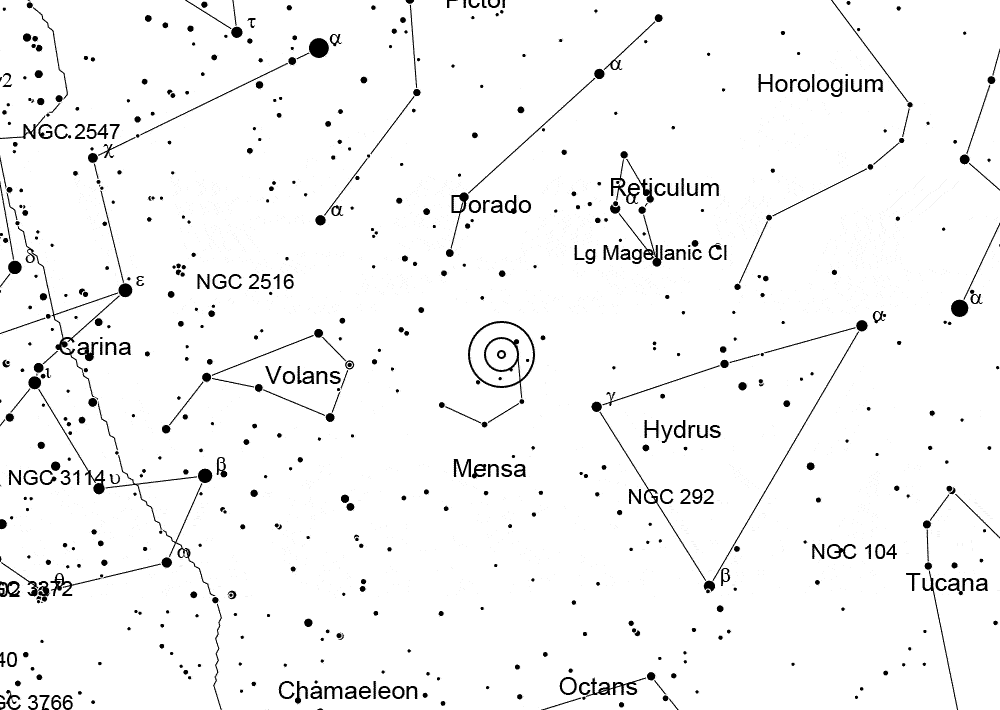 Pictor
τ
α
α
Horologium
NGC 2547
χ
Reticulum
α
Dorado
α
δ
Lg Magellanic Cl
ε
NGC 2516
α
α
Carina
ι
Volans
γ
Hydrus
β
Mensa
NGC 3114
υ
NGC 292
ω
NGC 104
θ
β
Tucana
Chamaeleon
Octans